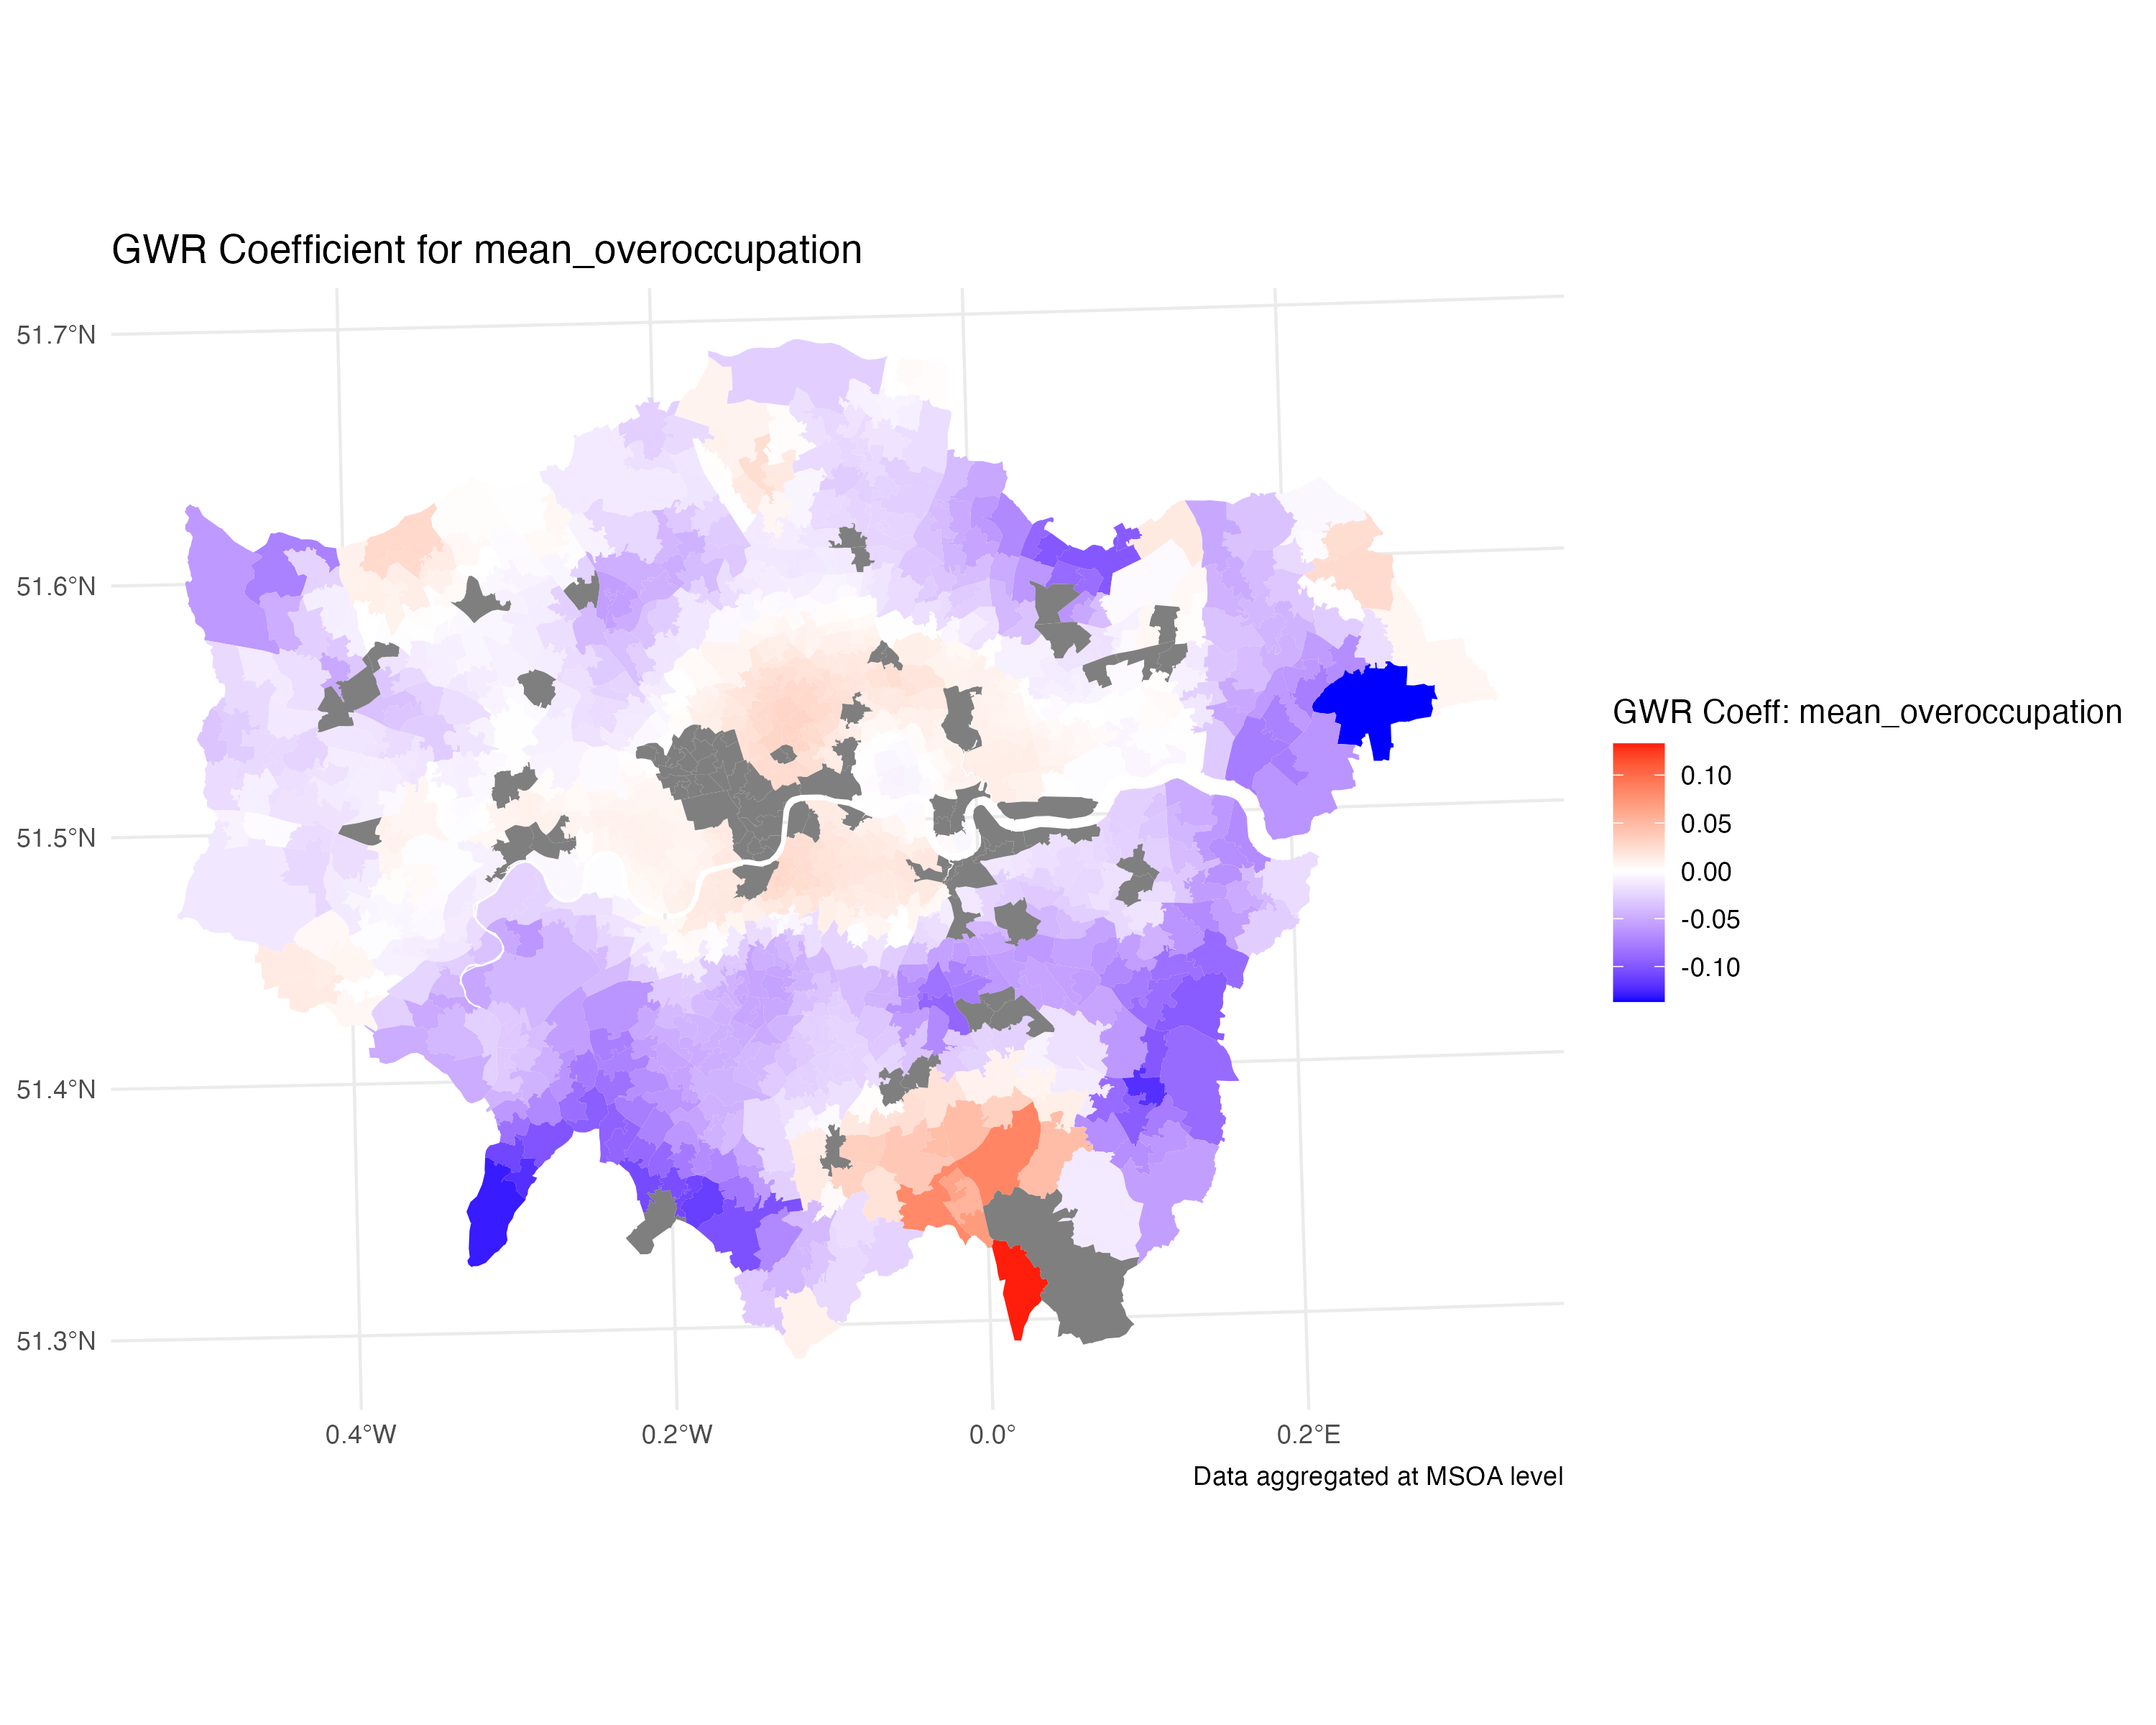 GWR Coefficient for mean_overoccupation
51.7°N
51.6°N
51.5°N
51.4°N
51.3°N
0.4°W
0.2°W
0.0°
0.2°E
GWR Coeff: mean_overoccupation
0.10
0.05
0.00
-0.05
-0.10
Data aggregated at MSOA level